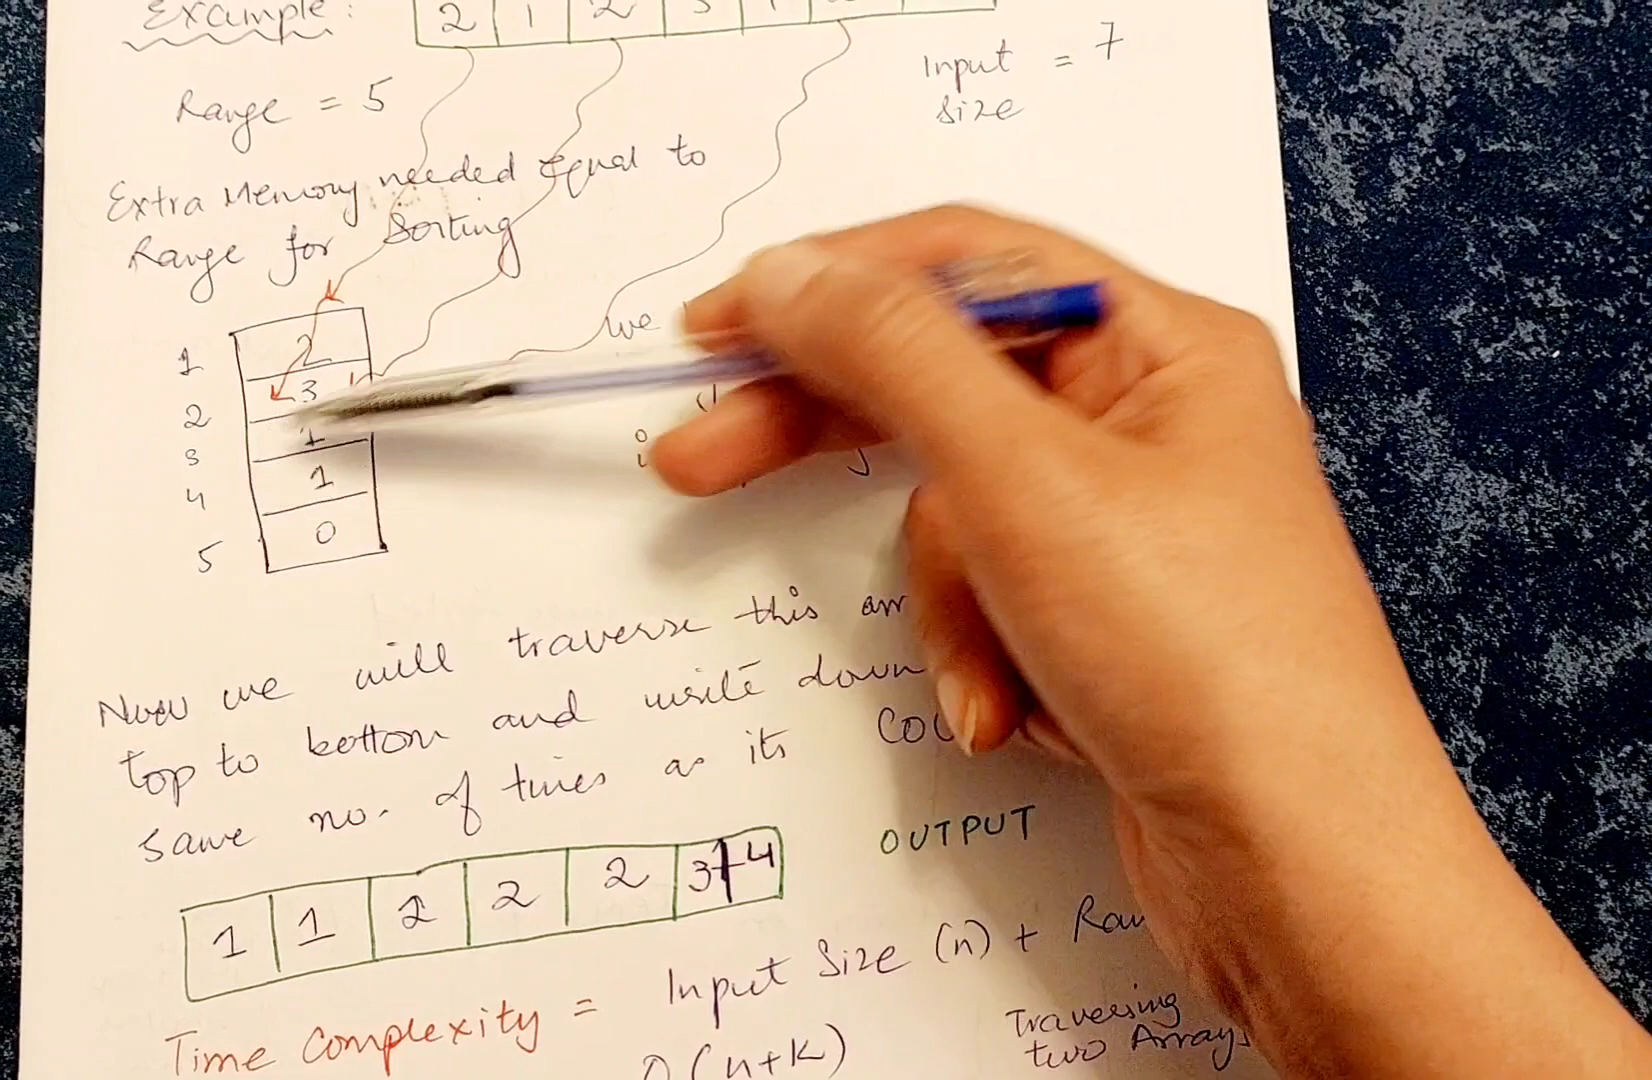 Example:
2 1 2 3 1
Range = 5
Input Size = 7
Extra Memory needed equal to
Range for Sorting
we
1 2
2 3
3 1
4 1
5 0
Now we will traverse this arr
top to bottom and write down
same no. of times as its cou
OUTPUT
1 1 2 2 2 3 4
Time Complexity = Input Size (n) + Ran
O(n+k)
Traversing
two Arrays